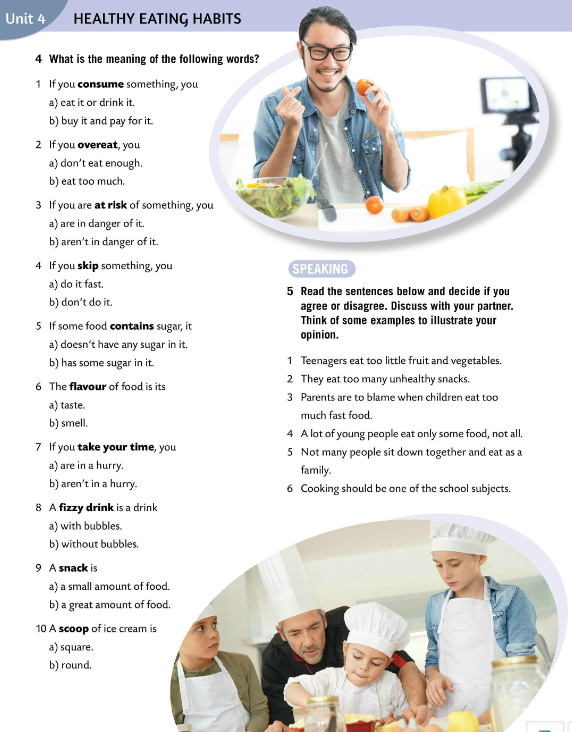 Unit 4 HEALTHY EATING HABITS
4 What is the meaning of the following words?
1 If you consume something, you
a) eat it or drink it.
b) buy it and pay for it.
2 If you overeat, you
a) don't eat enough.
b) eat too much.
3 If you are at risk of something, you
a) are in danger of it.
b) aren't in danger of it.
4 If you skip something, you
a) do it fast.
b) don't do it.
5 If some food contains sugar, it
a) doesn't have any sugar in it.
b) has some sugar in it.
6 The flavour of food is its
a) taste.
b) smell.
7 If you take your time, you
a) are in a hurry.
b) aren't in a hurry.
8 A fizzy drink is a drink
a) with bubbles.
b) without bubbles.
9 A snack is
a) a small amount of food.
b) a great amount of food.
10 A scoop of ice cream is
a) square.
b) round.
SPEAKING
5 Read the sentences below and decide if you
agree or disagree. Discuss with your partner.
Think of some examples to illustrate your
opinion.
1 Teenagers eat too little fruit and vegetables.
2 They eat too many unhealthy snacks.
3 Parents are to blame when children eat too
much fast food.
4 A lot of young people eat only some food, not all.
5 Not many people sit down together and eat as a
family.
6 Cooking should be one of the school subjects.